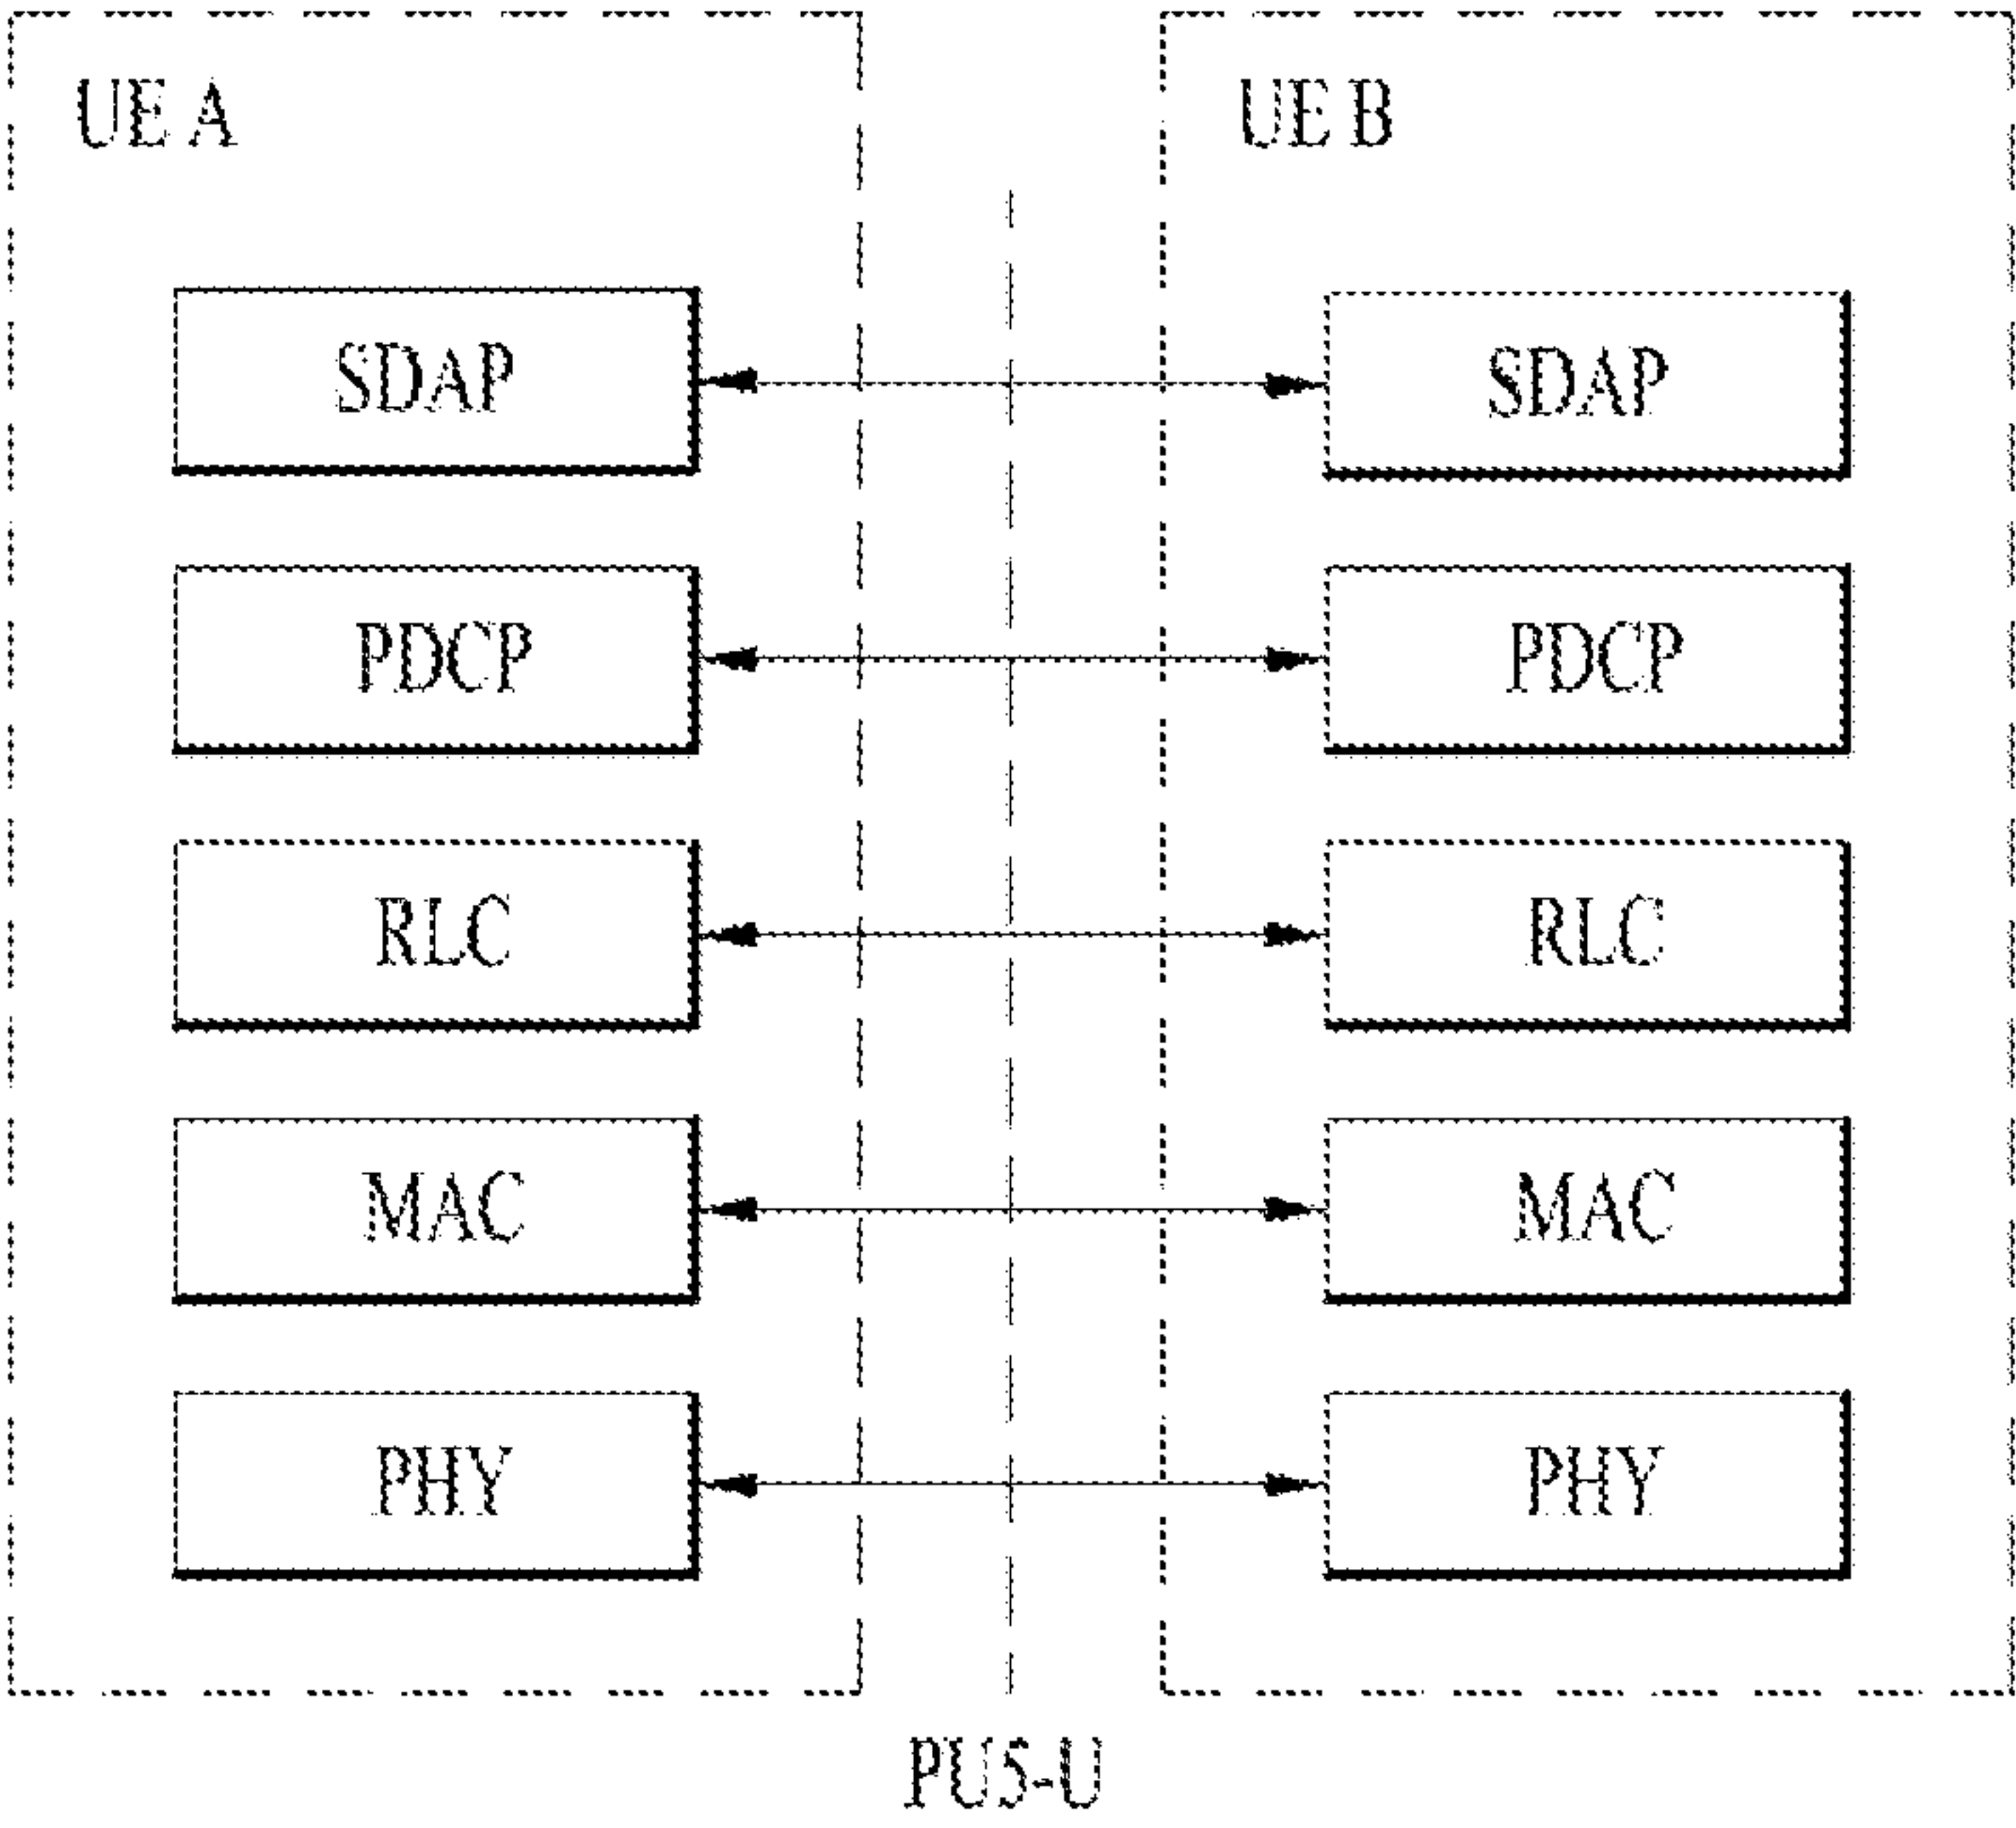 UE A
UE B
SDAP
SDAP
PDCP
PDCP
RLC
RLC
MAC
MAC
PHY
PHY
PU5-U